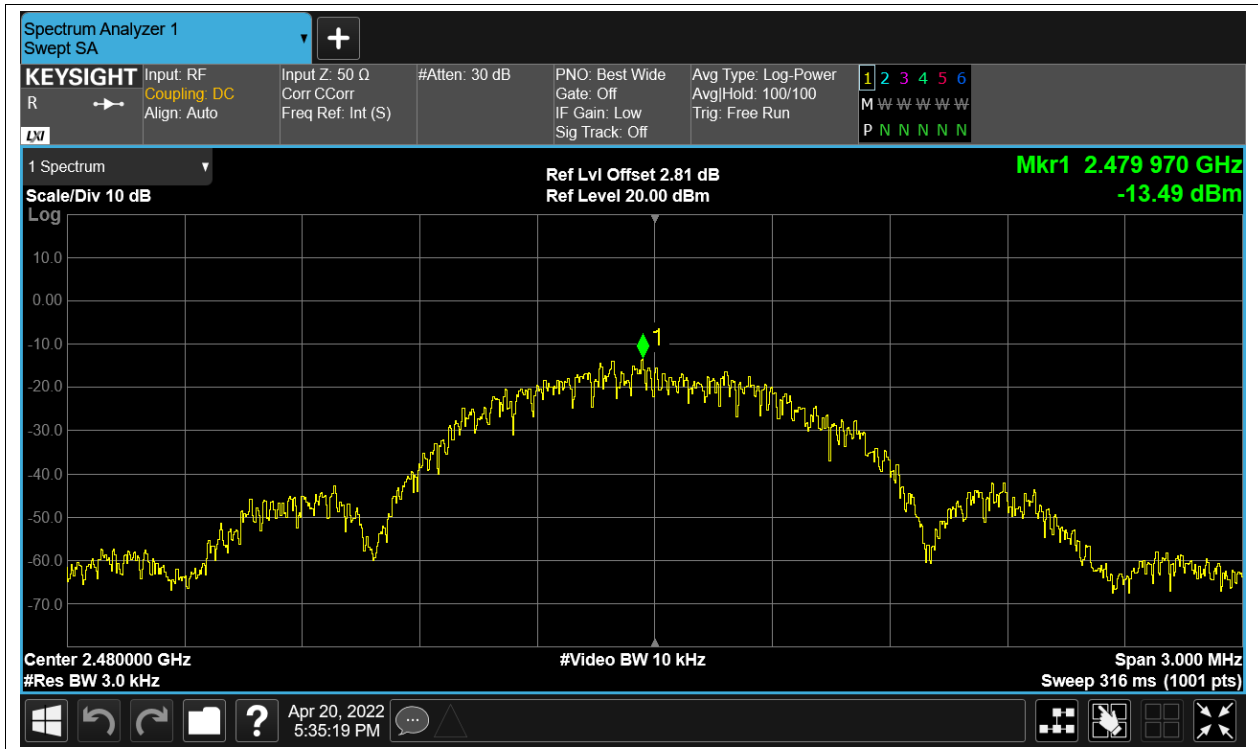 Spectrum Analyzer 1
Swept SA
+
KEYSIGHT
R
LXI
Input: RF
Coupling: DC
Align: Auto
Input Z: 50 Ω
Corr CCorr
Freq Ref: Int (S)
#Atten: 30 dB
PNO: Best Wide
Gate: Off
IF Gain: Low
Sig Track: Off
Avg Type: Log-Power
Avg|Hold: 100/100
Trig: Free Run
1 2 3 4 5 6
M W W W W W
P N N N N N
1 Spectrum
Scale/Div 10 dB
Log
Ref Lvl Offset 2.81 dB
Ref Level 20.00 dBm
Mkr1 2.479 970 GHz
-13.49 dBm
10.0
0.00
-10.0
-20.0
-30.0
-40.0
-50.0
-60.0
-70.0
1
Center 2.480000 GHz
#Res BW 3.0 kHz
#Video BW 10 kHz
Span 3.000 MHz
Sweep 316 ms (1001 pts)
?
Apr 20, 2022
5:35:19 PM